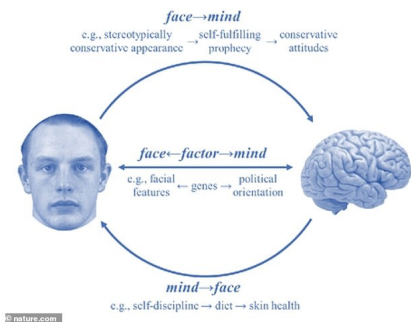 face→mind
e.g., stereotypically conservative appearance → self-fulfilling prophecy → conservative attitudes
face←factor→mind
e.g., facial features ← genes → political orientation
mind→face
e.g., self-discipline → diet → skin health
© nature.com